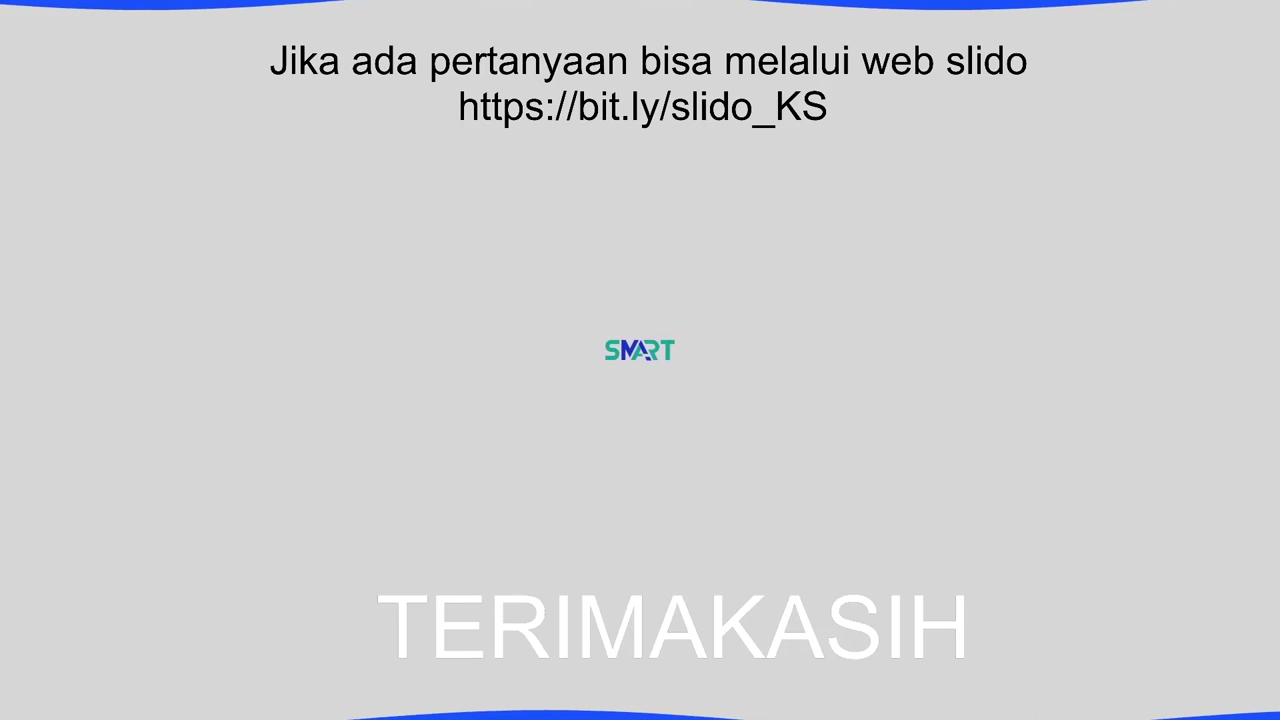 Jika ada pertanyaan bisa melalui web slido
https://bit.ly/slido_KS
SMART
TERIMAKASIH